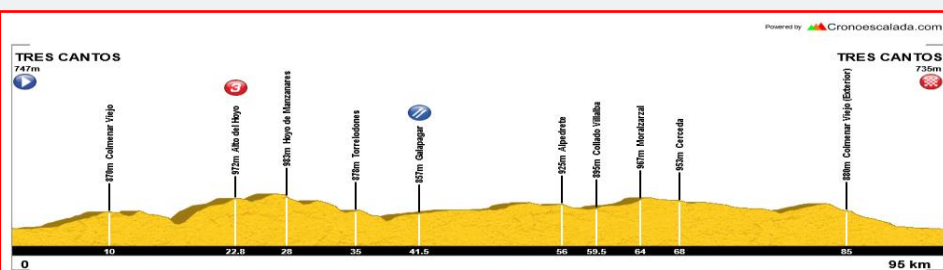 Powered by Cronoescalada.com
TRES CANTOS
747m
TRES CANTOS
735m
870m Colmenar Viejo
972m Alto del Hoyo
3
983m Hoyo de Manzanares
878m Torrelodones
857m Galapagar
925m Alpedrete
895m Collado Villalba
967m Moralzarzal
953m Cerceda
880m Colmenar Viejo (Exterior)
10
22.8
28
35
41.5
56
59.5
64
68
85
0
95 km